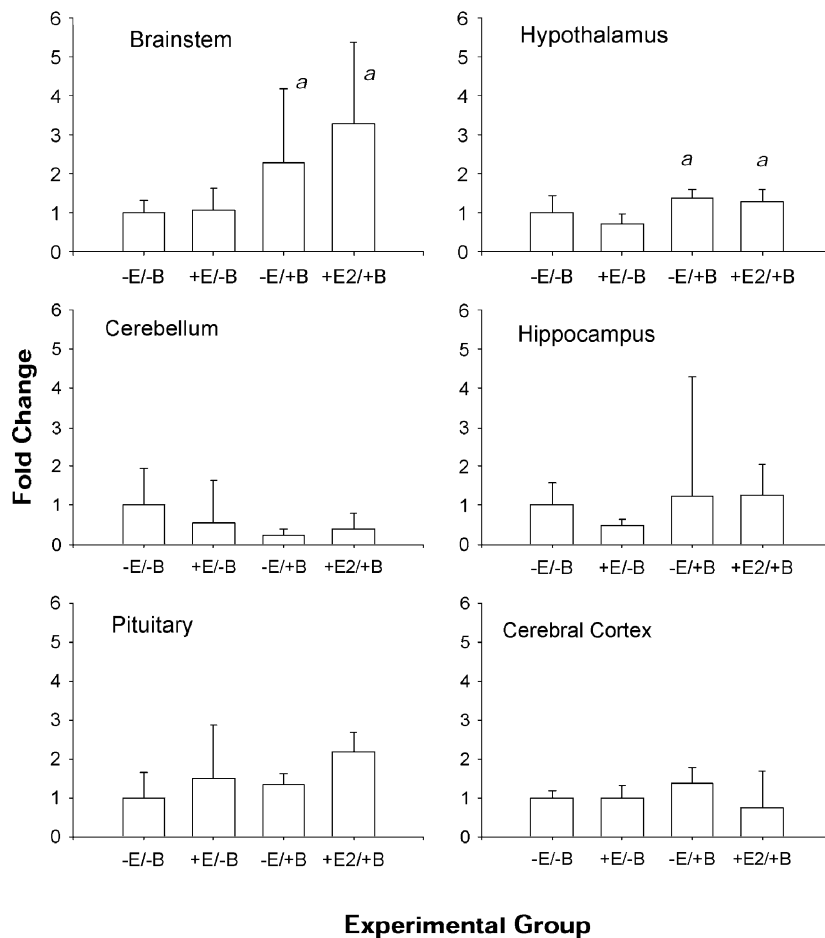 Brainstem
a
a
6
5
4
3
2
1
0
-E/-B +E/-B -E/+B +E2/+B
Hypothalamus
a
a
6
5
4
3
2
1
0
-E/-B +E/-B -E/+B +E2/+B
Cerebellum
6
5
4
3
2
1
0
-E/-B +E/-B -E/+B +E2/+B
Hippocampus
6
5
4
3
2
1
0
-E/-B +E/-B -E/+B +E2/+B
Pituitary
6
5
4
3
2
1
0
-E/-B +E/-B -E/+B +E2/+B
Cerebral Cortex
6
5
4
3
2
1
0
-E/-B +E/-B -E/+B +E2/+B
Fold Change
Experimental Group